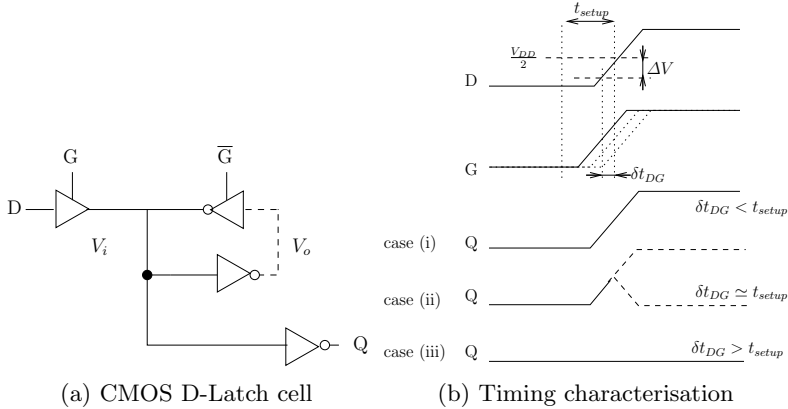 G
G̅
D
V_i
V_o
Q
(a) CMOS D-Latch cell
t_setup
V_DD/2
ΔV
D
G
δt_DG
case (i) Q δt_DG < t_setup
case (ii) Q δt_DG ≃ t_setup
case (iii) Q δt_DG > t_setup
(b) Timing characterisation